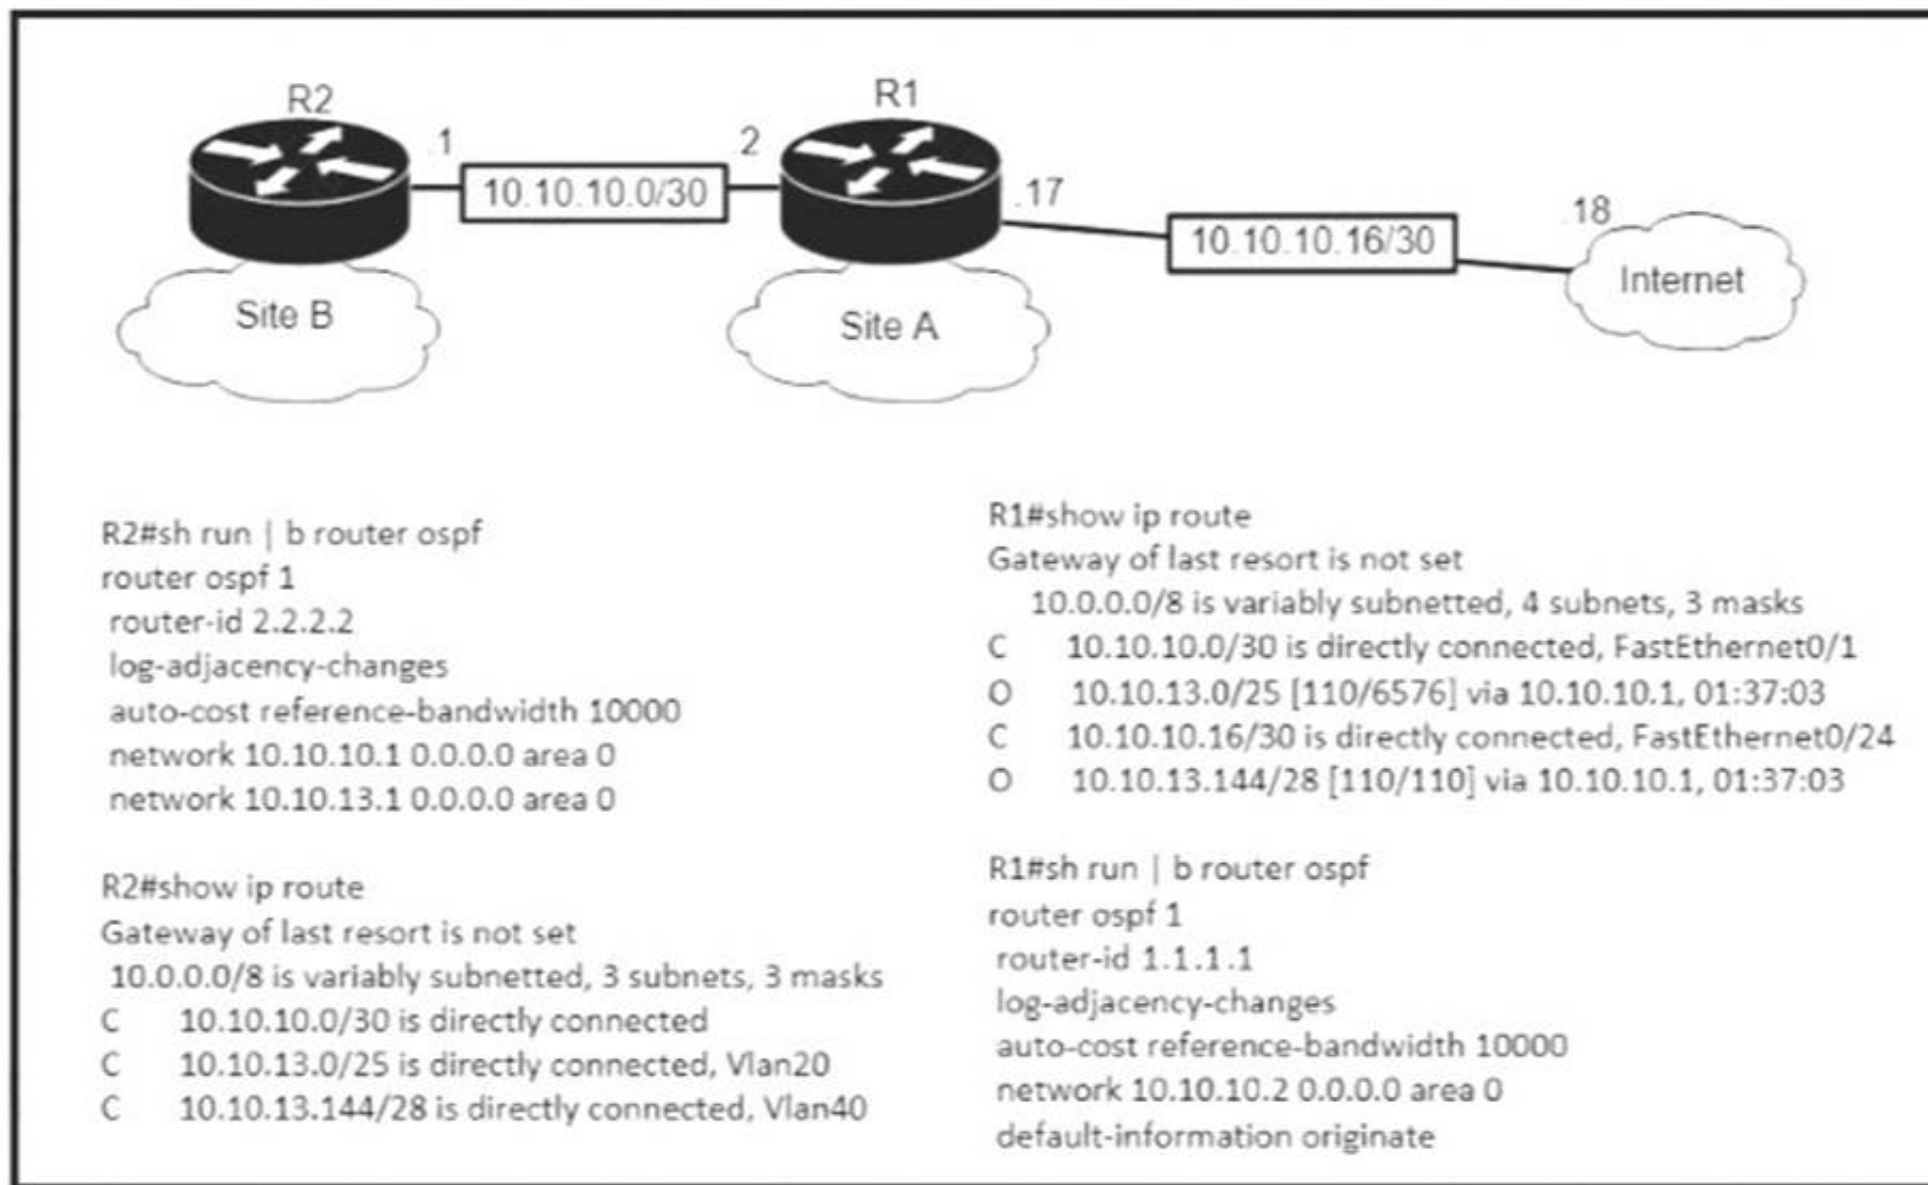 R2
R1
.1
.2
10.10.10.0/30
.17
10.10.10.16/30
.18
Internet
Site B
Site A
R2#sh run | b router ospf
router ospf 1
router-id 2.2.2.2
log-adjacency-changes
auto-cost reference-bandwidth 10000
network 10.10.10.1 0.0.0.0 area 0
network 10.10.13.1 0.0.0.0 area 0
R2#show ip route
Gateway of last resort is not set
10.0.0.0/8 is variably subnetted, 3 subnets, 3 masks
C 10.10.10.0/30 is directly connected
C 10.10.13.0/25 is directly connected, Vlan20
C 10.10.13.144/28 is directly connected, Vlan40
R1#show ip route
Gateway of last resort is not set
10.0.0.0/8 is variably subnetted, 4 subnets, 3 masks
C 10.10.10.0/30 is directly connected, FastEthernet0/1
O 10.10.13.0/25 [110/6576] via 10.10.10.1, 01:37:03
C 10.10.10.16/30 is directly connected, FastEthernet0/24
O 10.10.13.144/28 [110/110] via 10.10.10.1, 01:37:03
R1#sh run | b router ospf
router ospf 1
router-id 1.1.1.1
log-adjacency-changes
auto-cost reference-bandwidth 10000
network 10.10.10.2 0.0.0.0 area 0
default-information originate